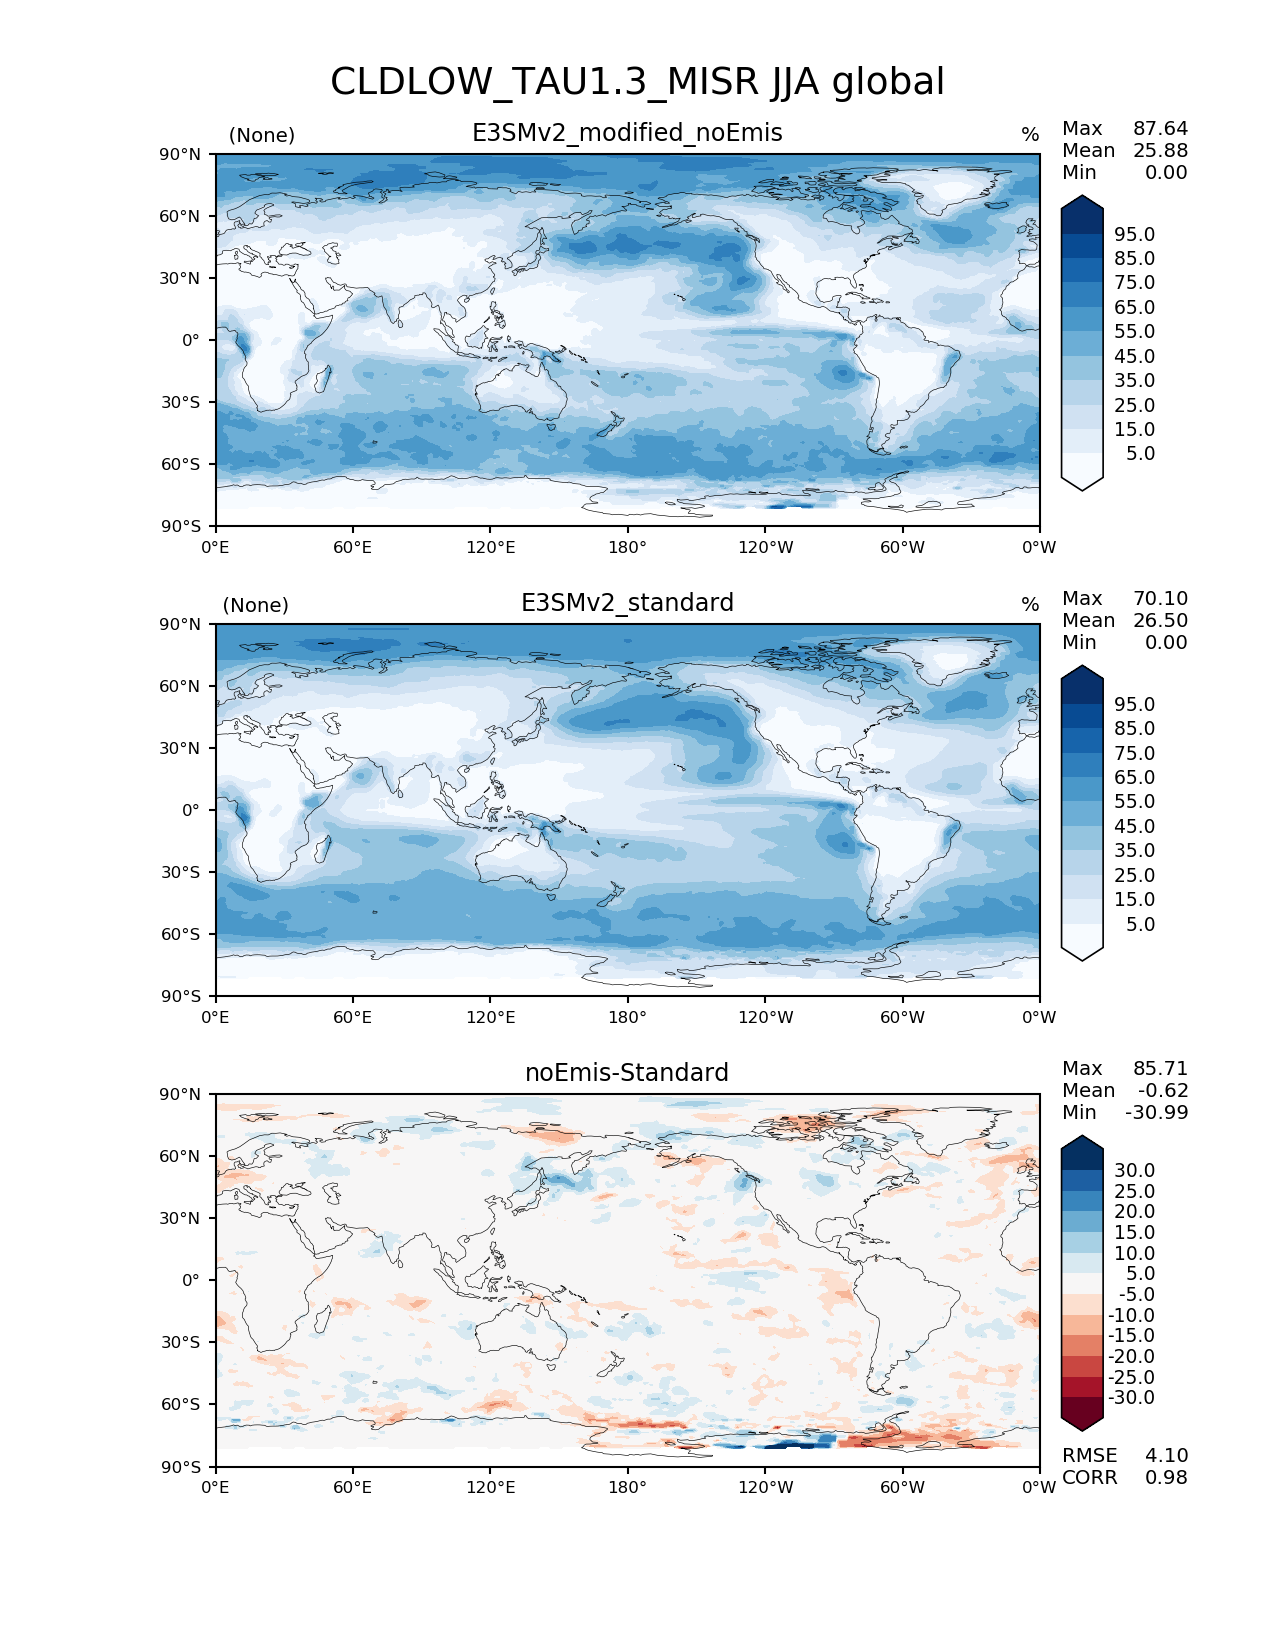 CLDLOW_TAU1.3_MISR JJA global
(None) E3SMv2_modified_noEmis %
Max 87.64
Mean 25.88
Min 0.00
90°N
60°N
30°N
0°
30°S
60°S
90°S
0°E 60°E 120°E 180° 120°W 60°W 0°W
95.0
85.0
75.0
65.0
55.0
45.0
35.0
25.0
15.0
5.0
(None) E3SMv2_standard %
Max 70.10
Mean 26.50
Min 0.00
90°N
60°N
30°N
0°
30°S
60°S
90°S
0°E 60°E 120°E 180° 120°W 60°W 0°W
95.0
85.0
75.0
65.0
55.0
45.0
35.0
25.0
15.0
5.0
noEmis-Standard
Max 85.71
Mean -0.62
Min -30.99
90°N
60°N
30°N
0°
30°S
60°S
90°S
0°E 60°E 120°E 180° 120°W 60°W 0°W
30.0
25.0
20.0
15.0
10.0
5.0
-5.0
-10.0
-15.0
-20.0
-25.0
-30.0
RMSE 4.10
CORR 0.98